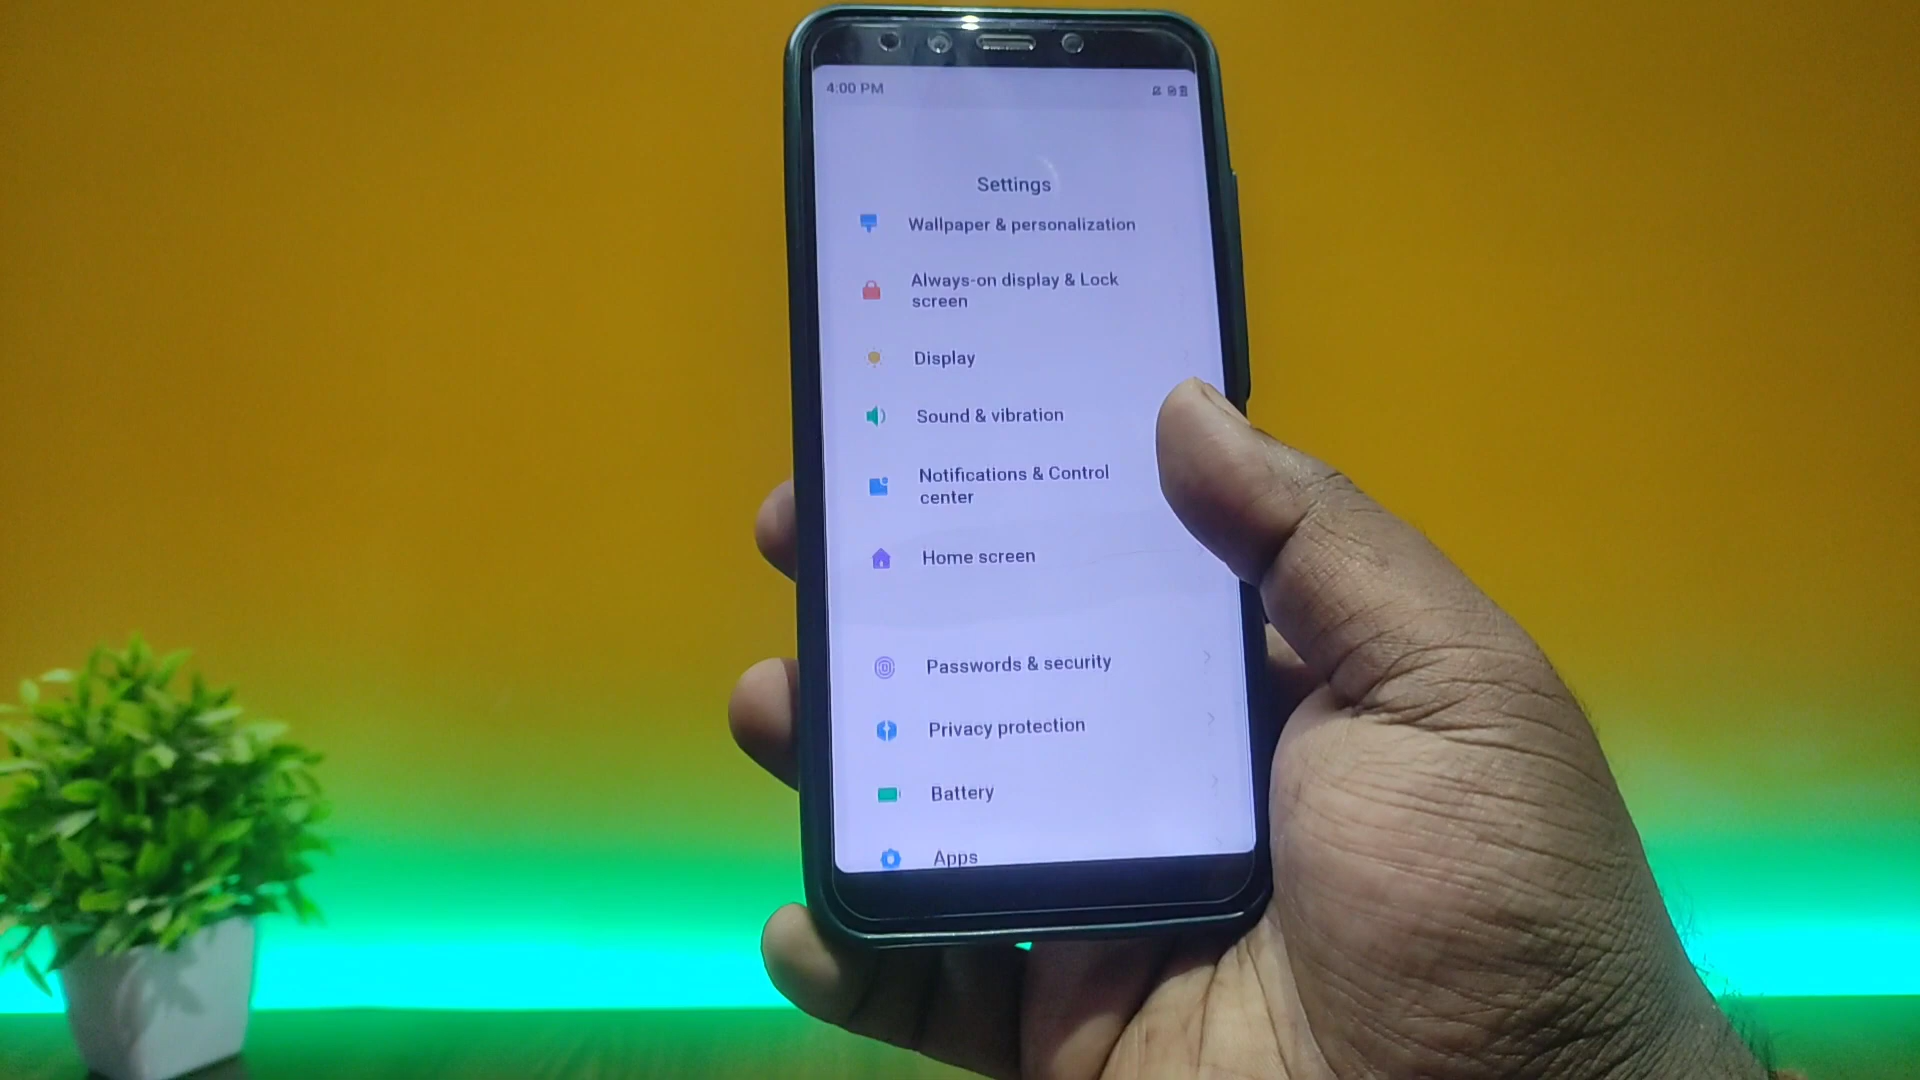 4:00 PM
Settings
Wallpaper & personalization
Always-on display & Lock
screen
Display
Sound & vibration
Notifications & Control
center
Home screen
Passwords & security
Privacy protection
Battery
Apps